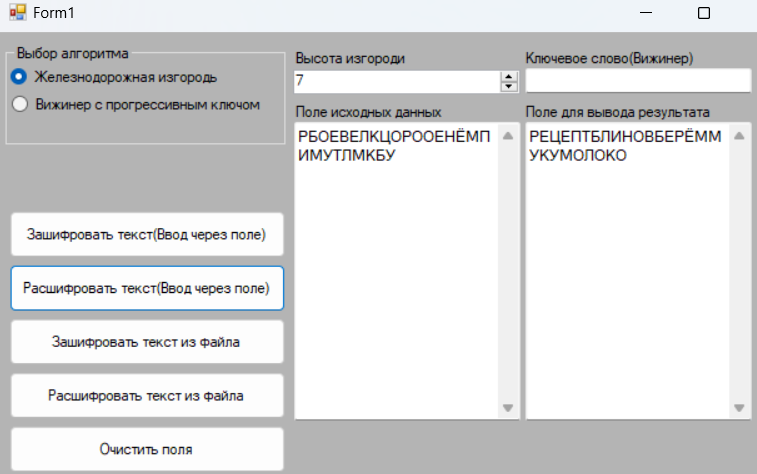 Form1
Выбор алгоритма
Железнодорожная изгородь
Вижинер с прогрессивным ключом
Высота изгороди
7
Ключевое слово(Вижинер)
Поле исходных данных
РБОЕВЕЛКЦОРООЕНЁМП
ИМУТЛМКБУ
Поле для вывода результата
РЕЦЕПТБЛИНОВБЕРЁММ
УКУМОЛОКО
Зашифровать текст(Ввод через поле)
Расшифровать текст(Ввод через поле)
Зашифровать текст из файла
Расшифровать текст из файла
Очистить поля